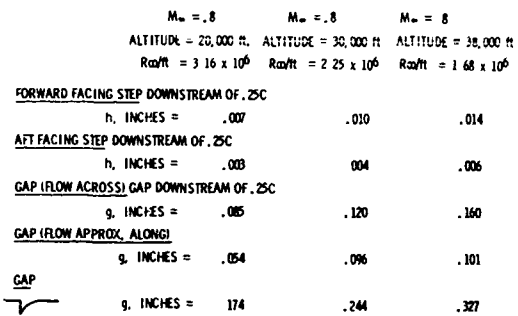 M∞ = .8 M∞ = .8 M∞ = 8
ALTITUDE = 20,000 ft. ALTITUDE = 30,000 ft ALTITUDE = 38,000 ft
R∞/ft = 3 16 x 10⁶ R∞/ft = 2 25 x 10⁶ R∞/ft = 1 68 x 10⁶
FORWARD FACING STEP DOWNSTREAM OF .25C
h, INCHES = .007 .010 .014
AFT FACING STEP DOWNSTREAM OF .25C
h, INCHES = .003 004 .006
GAP (FLOW ACROSS) GAP DOWNSTREAM OF .25C
g, INCHES = .085 .120 .160
GAP (FLOW APPROX, ALONG)
g, INCHES = .054 .096 .101
GAP
g, INCHES = 174 .244 .327